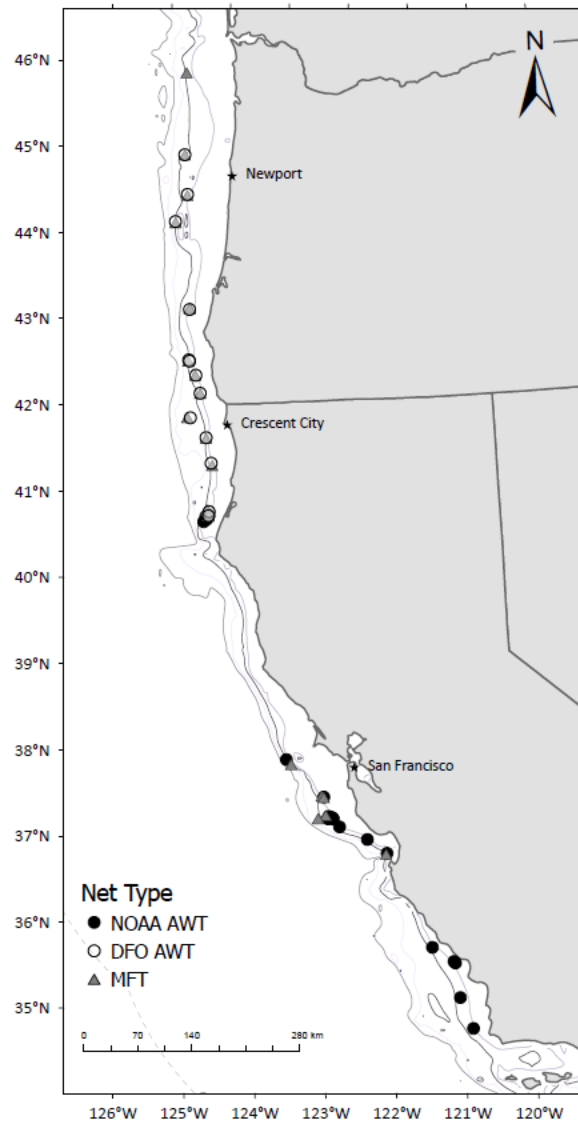 N
46°N
45°N
44°N
43°N
42°N
41°N
40°N
39°N
38°N
37°N
36°N
35°N
Newport
Crescent City
San Francisco
Net Type
NOAA AWT
DFO AWT
MFT
0 70 140 280 km
126°W 125°W 124°W 123°W 122°W 121°W 120°W